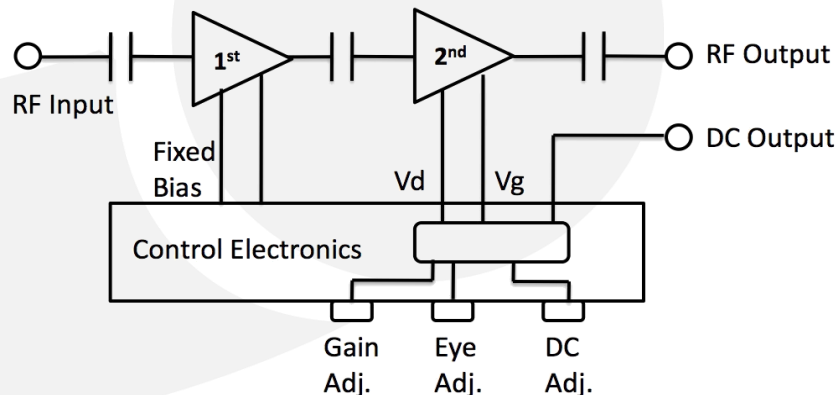 1st
2nd
RF Output
RF Input
DC Output
Fixed
Bias
Vd
Vg
Control Electronics
Gain
Adj.
Eye
Adj.
DC
Adj.